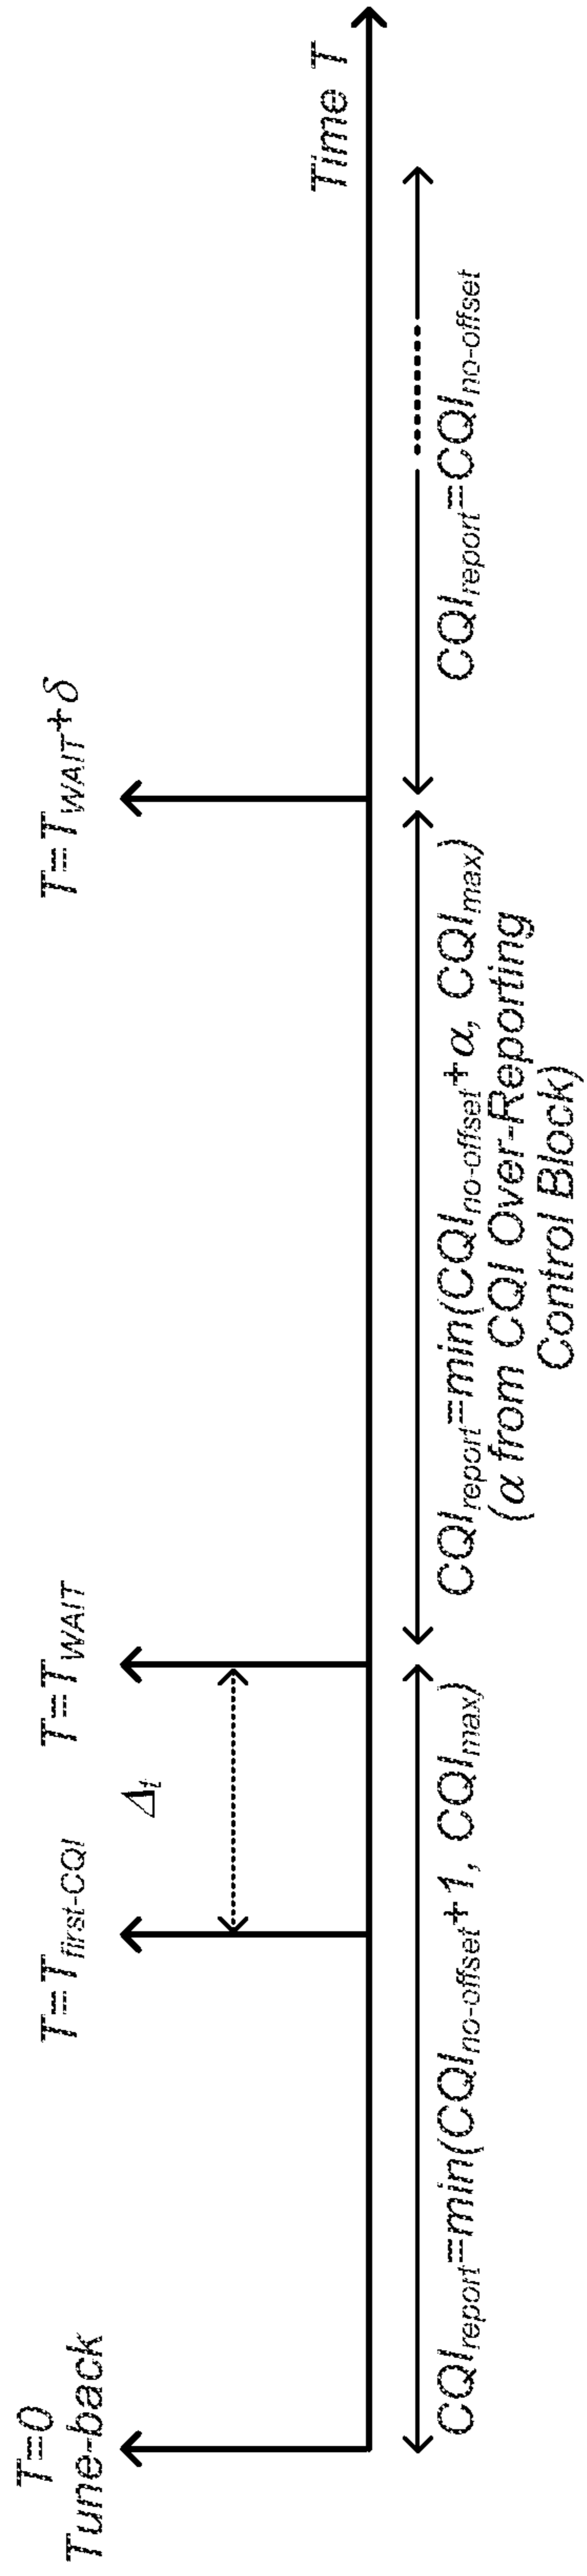 T=0
Tune-back
T=T_first-CQI
Δ_t
T=T_WAIT
T=T_WAIT+δ
Time T
CQI_report=min(CQI_no-offset+1, CQI_max)
CQI_report=min(CQI_no-offset+α, CQI_max)
(α from CQI Over-Reporting
Control Block)
CQI_report=CQI_no-offset